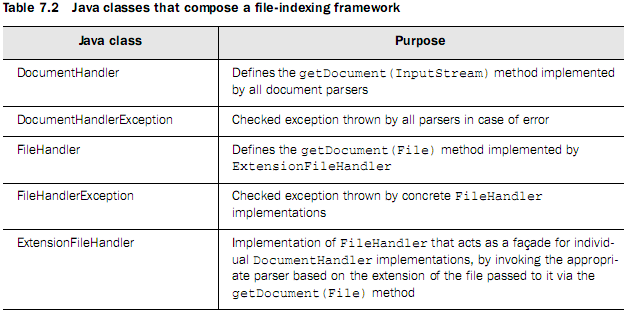 Table 7.2 Java classes that compose a file-indexing framework
Java class Purpose
DocumentHandler Defines the getDocument(InputStream) method implemented
by all document parsers
DocumentHandlerException Checked exception thrown by all parsers in case of error
FileHandler Defines the getDocument(File) method implemented by
ExtensionFileHandler
FileHandlerException Checked exception thrown by concrete FileHandler
implementations
ExtensionFileHandler Implementation of FileHandler that acts as a façade for individ-
ual DocumentHandler implementations, by invoking the appropri-
ate parser based on the extension of the file passed to it via the
getDocument(File) method